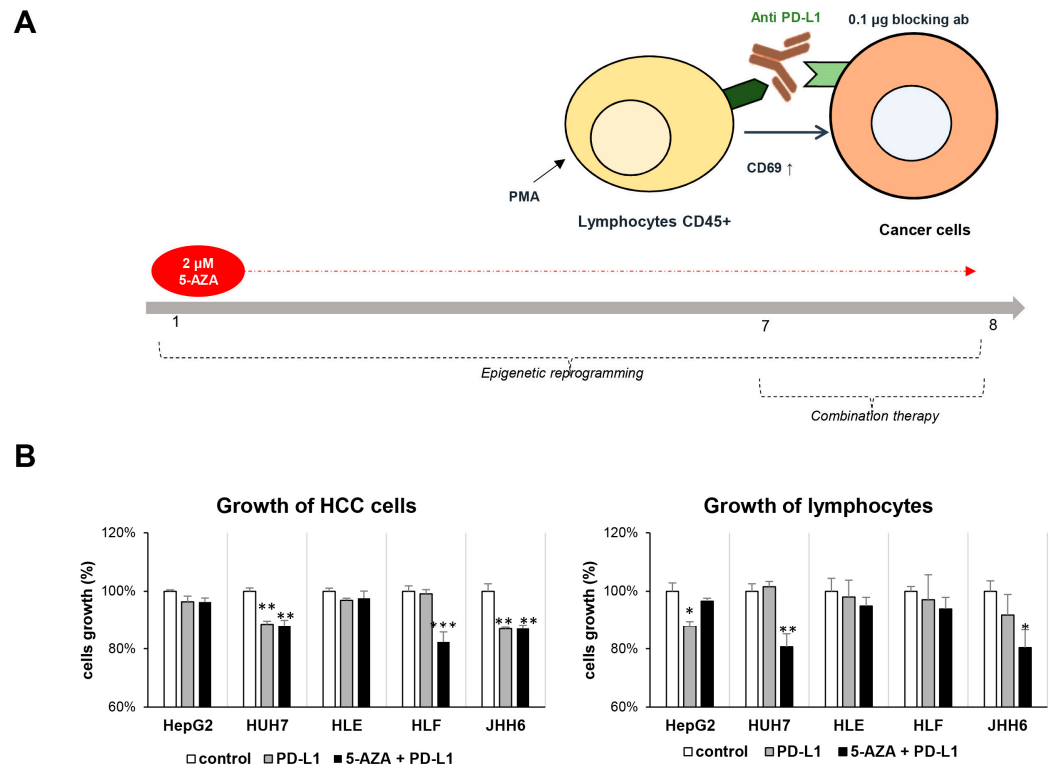 A
Anti PD-L1
0.1 µg blocking ab
PMA
CD69 ↑
Lymphocytes CD45+
Cancer cells
2 µM
5-AZA
1
7
8
Epigenetic reprogramming
Combination therapy
B
Growth of HCC cells
cells growth (%)
120%
100%
80%
60%
** ** *** ** **
HepG2 HUH7 HLE HLF JHH6
control PD-L1 5-AZA + PD-L1
Growth of lymphocytes
cells growth (%)
120%
100%
80%
60%
* ** *
HepG2 HUH7 HLE HLF JHH6
control PD-L1 5-AZA + PD-L1